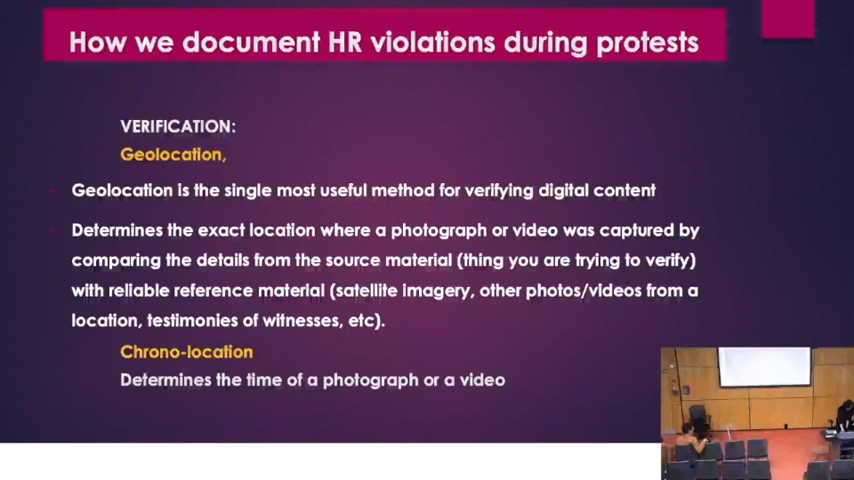 How we document HR violations during protests
VERIFICATION:
Geolocation,
Geolocation is the single most useful method for verifying digital content
Determines the exact location where a photograph or video was captured by
comparing the details from the source material (thing you are trying to verify)
with reliable reference material (satellite imagery, other photos/videos from a
location, testimonies of witnesses, etc).
Chrono-location
Determines the time of a photograph or a video